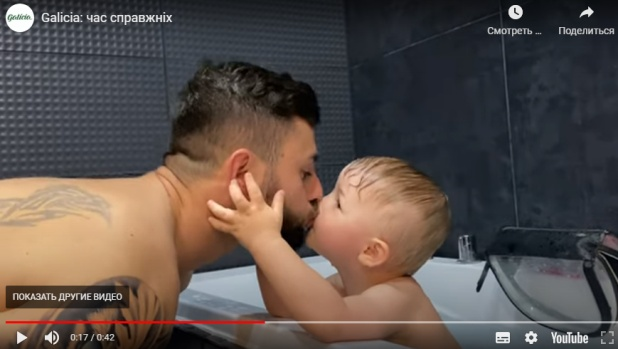 Galicia
Galicia: час справжніх
Смотреть ...
Поделиться
ПОКАЗАТЬ ДРУГИЕ ВИДЕО
0:17 / 0:42
YouTube